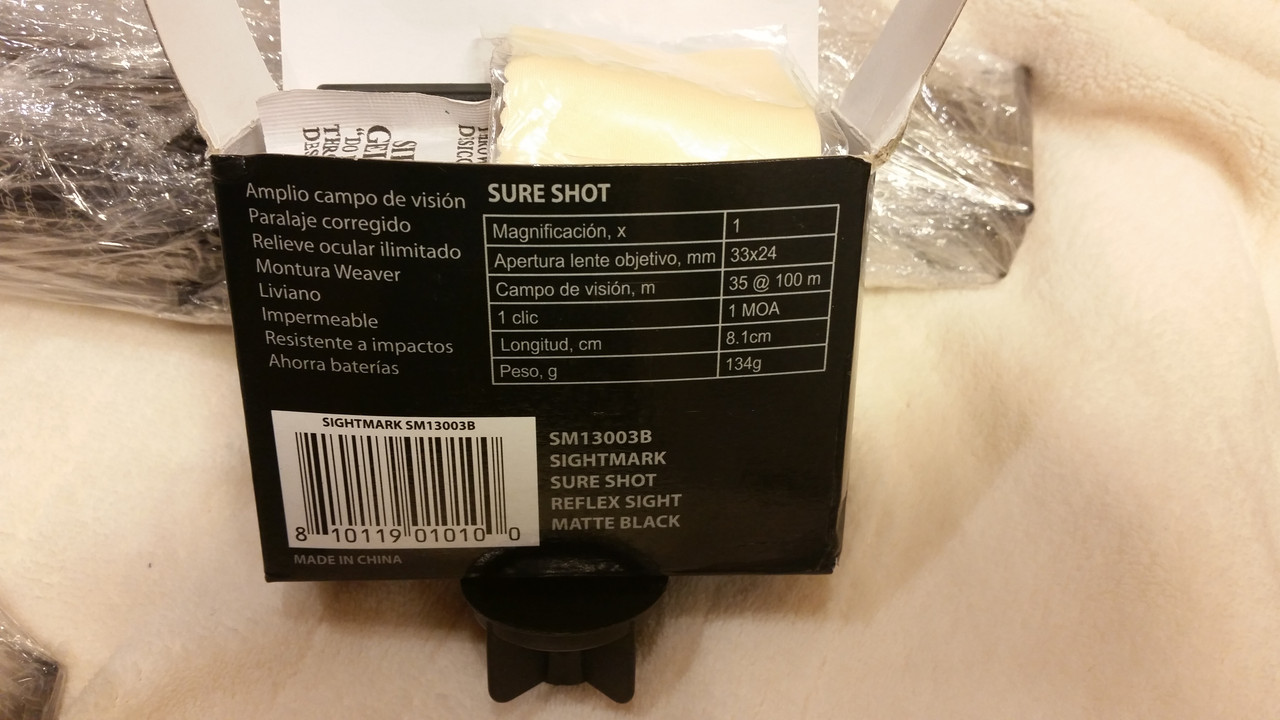 Amplio campo de visión
Paralaje corregido
Relieve ocular ilimitado
Montura Weaver
Liviano
Impermeable
Resistente a impactos
Ahorra baterías
SURE SHOT
Magnificación, x 1
Apertura lente objetivo, mm 33x24
Campo de visión, m 35 @ 100 m
1 clic 1 MOA
Longitud, cm 8.1cm
Peso, g 134g
SIGHTMARK SM13003B
8 10119 01010 0
SM13003B
SIGHTMARK
SURE SHOT
REFLEX SIGHT
MATTE BLACK
MADE IN CHINA